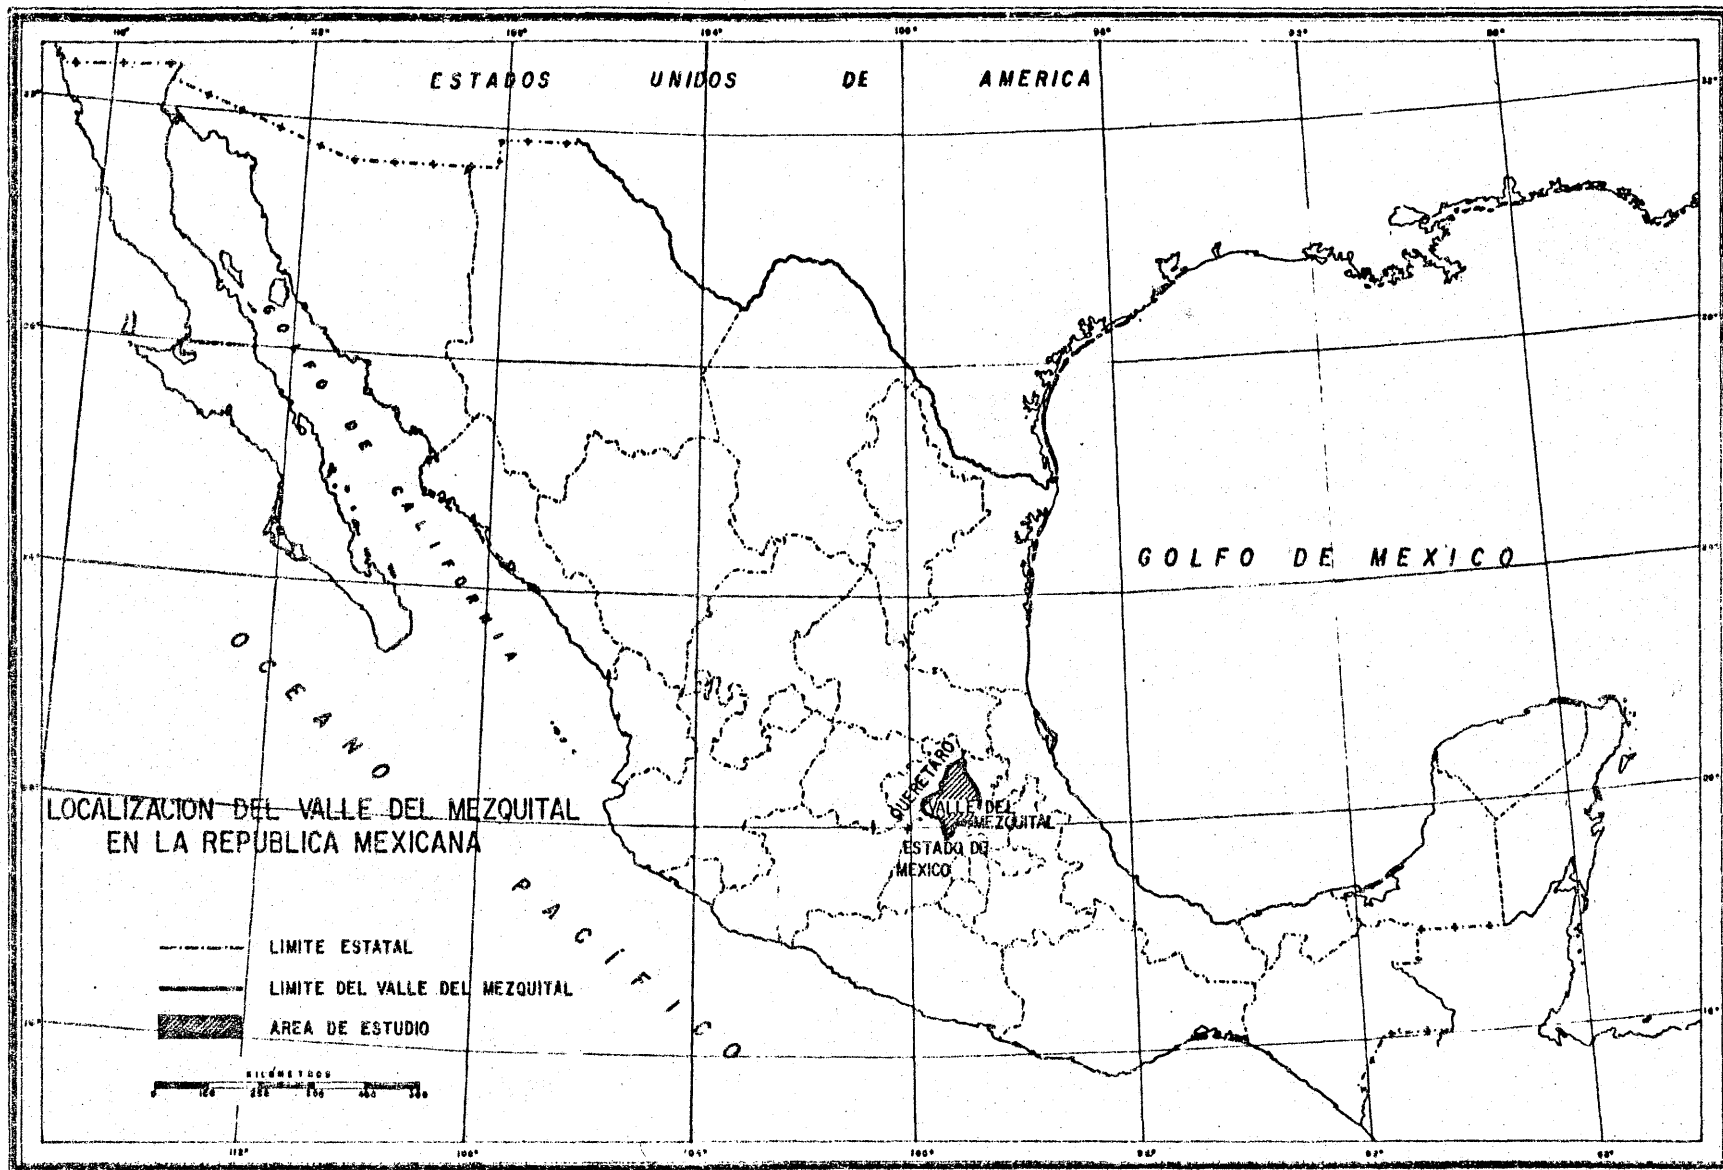 ESTADOS UNIDOS DE AMERICA
GOLFO DE CALIFORNIA
GOLFO DE MEXICO
OCEANO PACIFICO
QUERETARO
VALLE DEL
MEZQUITAL
ESTADO DE
MEXICO
LOCALIZACION DEL VALLE DEL MEZQUITAL
EN LA REPUBLICA MEXICANA
LIMITE ESTATAL
LIMITE DEL VALLE DEL MEZQUITAL
AREA DE ESTUDIO
KILOMETROS